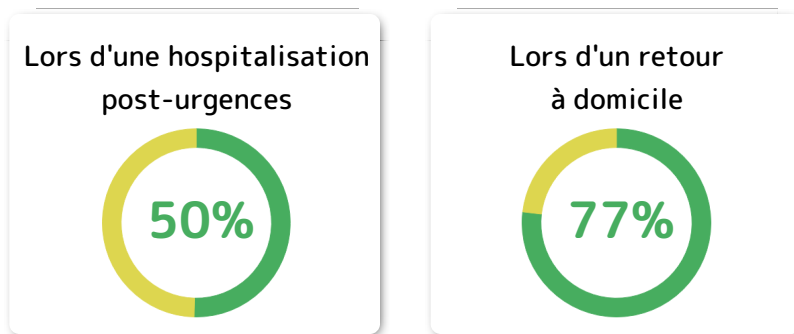 Lors d'une hospitalisation
post-urgences
50%
Lors d'un retour
à domicile
77%